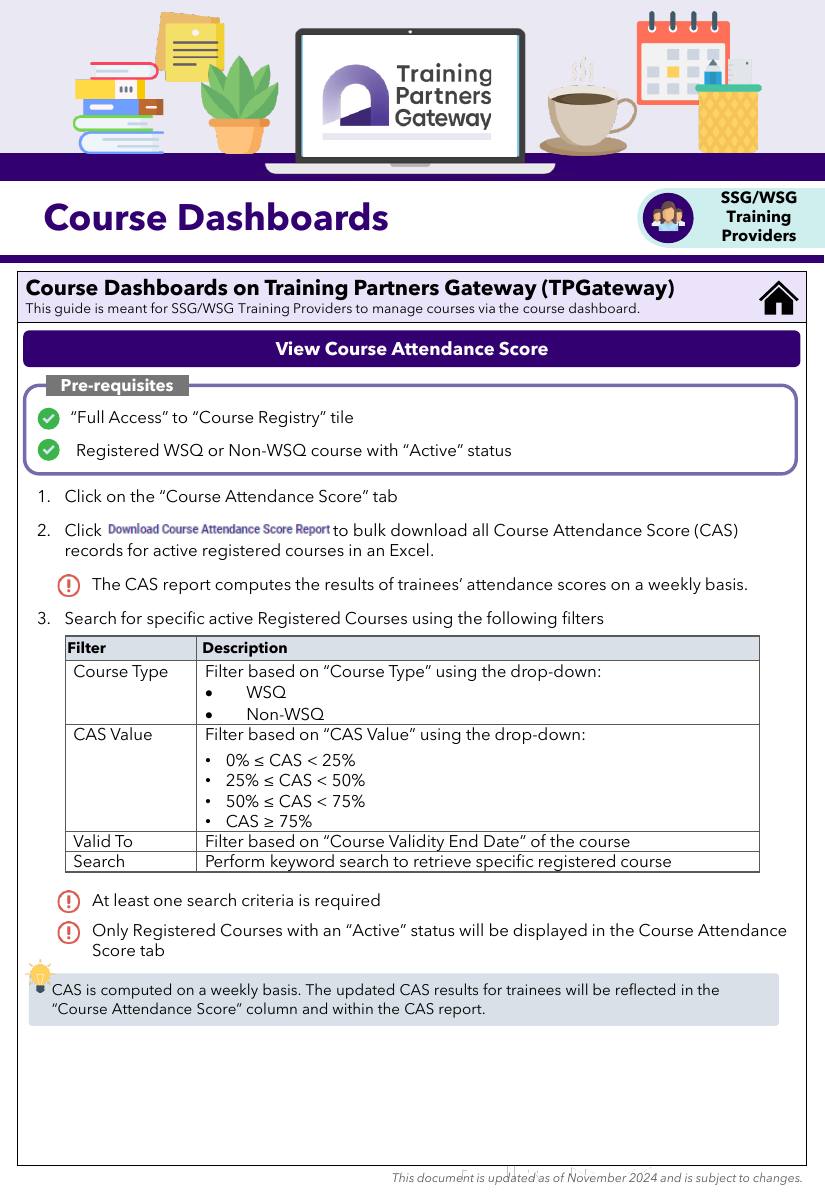 Training
Partners
Gateway
Course Dashboards
SSG/WSG
Training
Providers
Course Dashboards on Training Partners Gateway (TPGateway)
This guide is meant for SSG/WSG Training Providers to manage courses via the course dashboard.
View Course Attendance Score
Pre-requisites
“Full Access” to “Course Registry” tile
Registered WSQ or Non-WSQ course with “Active” status
1. Click on the “Course Attendance Score” tab
2. Click Download Course Attendance Score Report to bulk download all Course Attendance Score (CAS)
records for active registered courses in an Excel.
The CAS report computes the results of trainees’ attendance scores on a weekly basis.
3. Search for specific active Registered Courses using the following filters
Filter Description
Course Type Filter based on “Course Type” using the drop-down:
• WSQ
• Non-WSQ
CAS Value Filter based on “CAS Value” using the drop-down:
• 0% ≤ CAS < 25%
• 25% ≤ CAS < 50%
• 50% ≤ CAS < 75%
• CAS ≥ 75%
Valid To Filter based on “Course Validity End Date” of the course
Search Perform keyword search to retrieve specific registered course
At least one search criteria is required
Only Registered Courses with an “Active” status will be displayed in the Course Attendance
Score tab
CAS is computed on a weekly basis. The updated CAS results for trainees will be reflected in the
“Course Attendance Score” column and within the CAS report.
This document is updated as of November 2024 and is subject to changes.